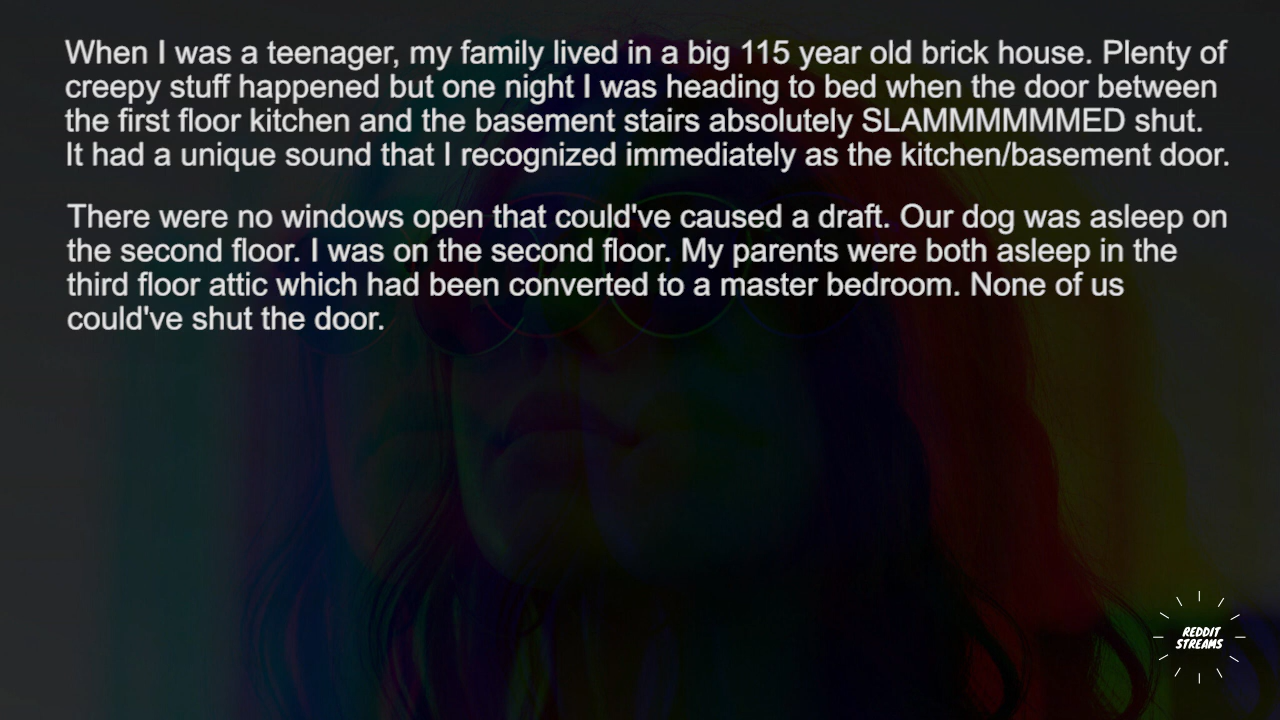 When I was a teenager, my family lived in a big 115 year old brick house. Plenty of
creepy stuff happened but one night I was heading to bed when the door between
the first floor kitchen and the basement stairs absolutely SLAMMMMMMED shut.
It had a unique sound that I recognized immediately as the kitchen/basement door.
There were no windows open that could've caused a draft. Our dog was asleep on
the second floor. I was on the second floor. My parents were both asleep in the
third floor attic which had been converted to a master bedroom. None of us
could've shut the door.
REDDIT
STREAMS